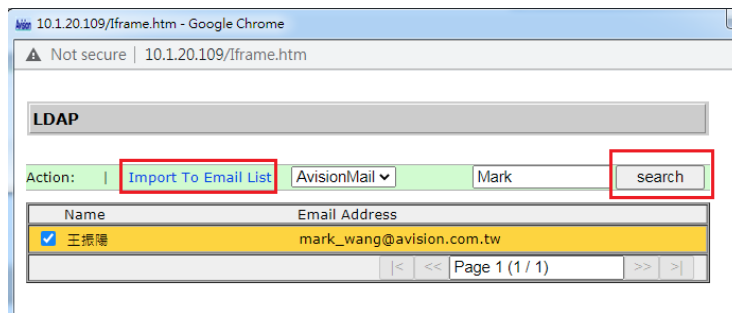 Avision 10.1.20.109/Iframe.htm - Google Chrome
Not secure | 10.1.20.109/Iframe.htm
LDAP
Action: | Import To Email List AvisionMail Mark search
Name Email Address
王振陽 mark_wang@avision.com.tw
|< << Page 1 (1 / 1) >> >|